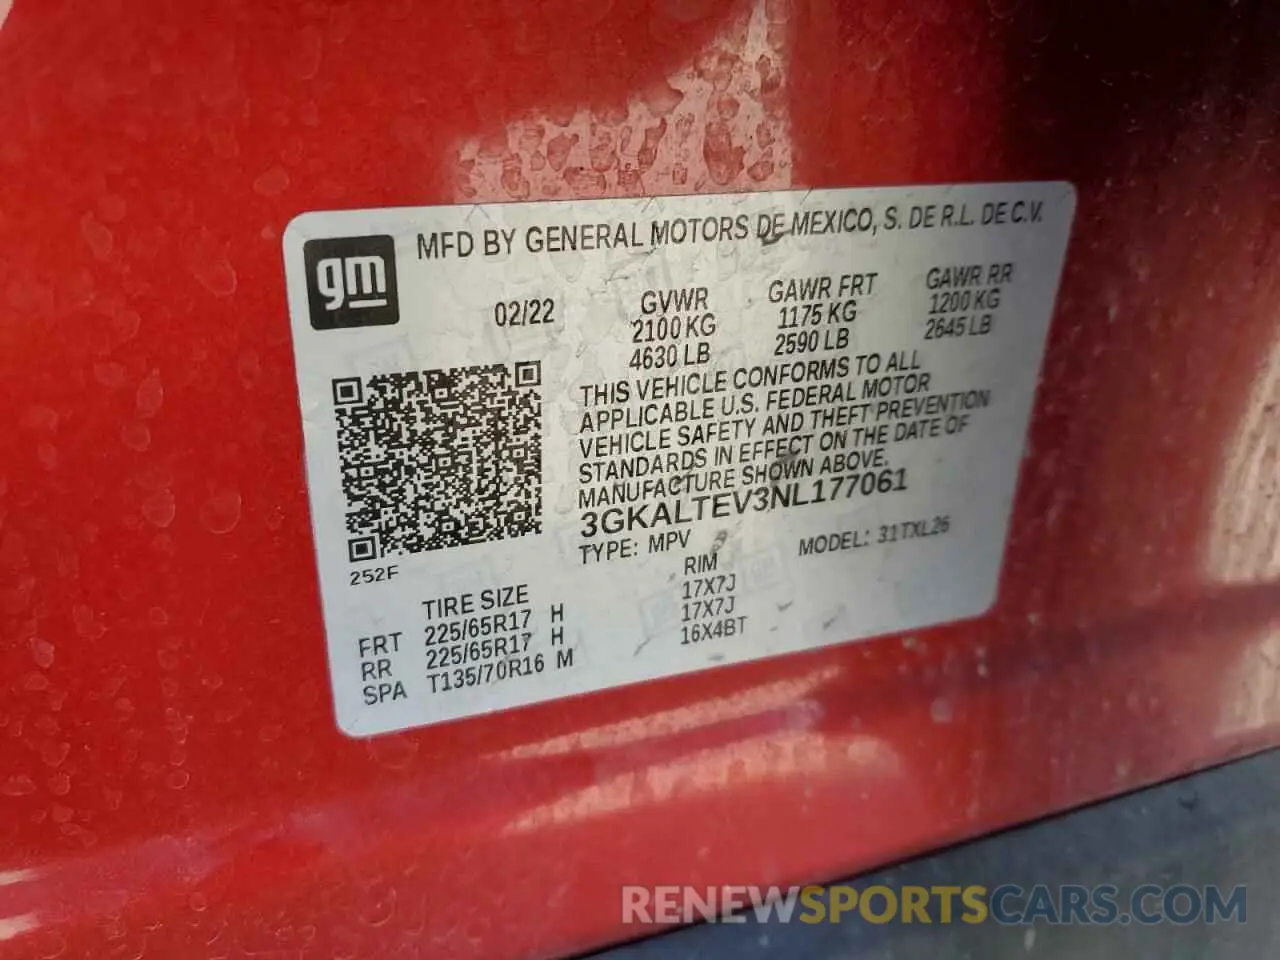 gm
MFD BY GENERAL MOTORS DE MEXICO, S. DE R.L. DE C.V.
02/22
GVWR
2100 KG
4630 LB
GAWR FRT
1175 KG
2590 LB
GAWR RR
1200 KG
2645 LB
THIS VEHICLE CONFORMS TO ALL
APPLICABLE U.S. FEDERAL MOTOR
VEHICLE SAFETY AND THEFT PREVENTION
STANDARDS IN EFFECT ON THE DATE OF
MANUFACTURE SHOWN ABOVE.
3GKALTEV3NL177061
TYPE: MPV
MODEL: 31TXL26
252F
TIRE SIZE
RIM
FRT 225/65R17 H 17X7J
RR 225/65R17 H 17X7J
SPA T135/70R16 M 16X4BT
RENEWSPORTSCARS.COM